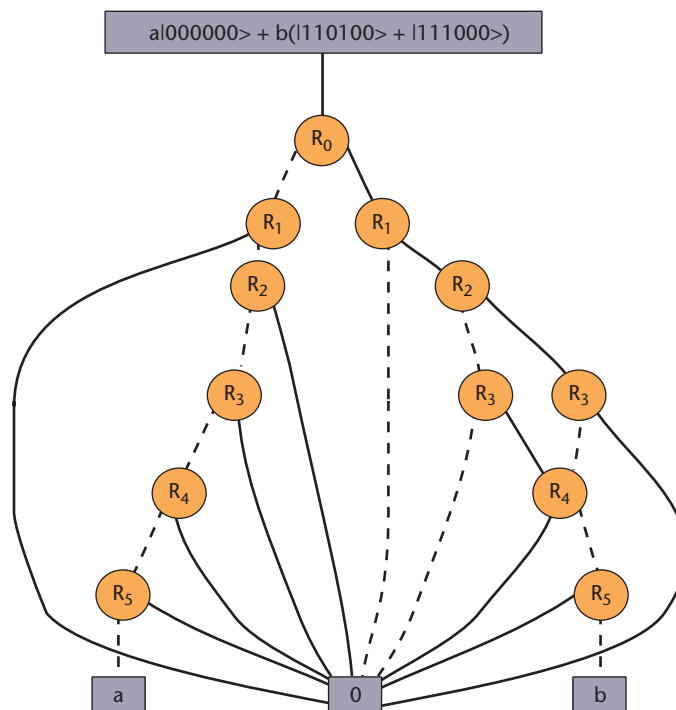 a|000000> + b(|110100> + |111000>)
R₀
R₁ R₁
R₂ R₂
R₃ R₃ R₃
R₄ R₄
R₅ R₅
a 0 b